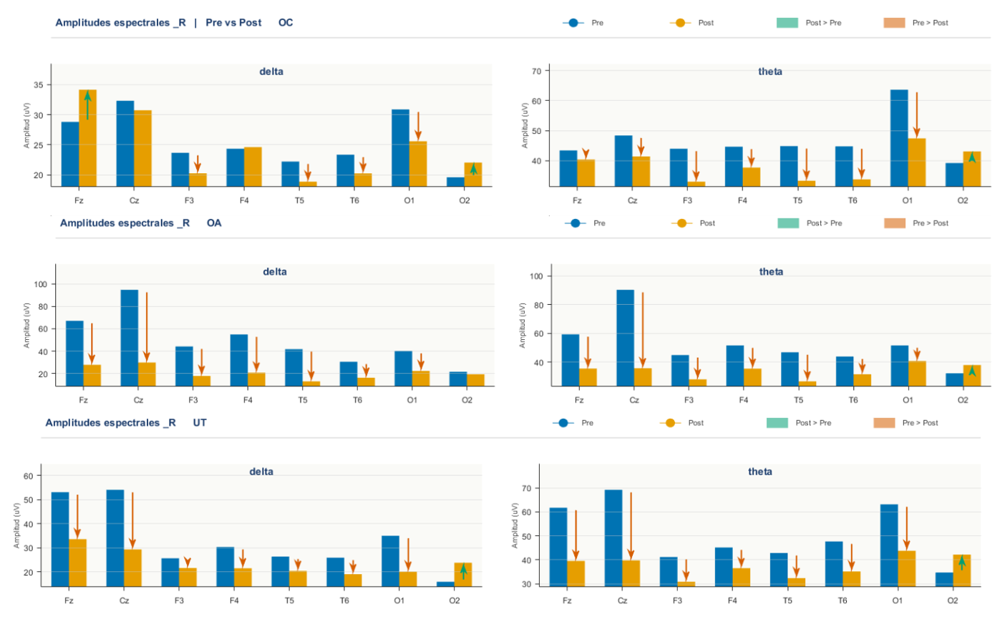 Amplitudes espectrales _R | Pre vs Post OC
Pre Post Post > Pre Pre > Post
delta
Amplitud (uV)
35
30
25
20
Fz Cz F3 F4 T5 T6 O1 O2
theta
Amplitud (uV)
70
60
50
40
Fz Cz F3 F4 T5 T6 O1 O2
Amplitudes espectrales _R OA
Pre Post Post > Pre Pre > Post
delta
Amplitud (uV)
100
80
60
40
20
Fz Cz F3 F4 T5 T6 O1 O2
theta
Amplitud (uV)
100
80
60
40
Fz Cz F3 F4 T5 T6 O1 O2
Amplitudes espectrales _R UT
Pre Post Post > Pre Pre > Post
delta
Amplitud (uV)
60
50
40
30
20
Fz Cz F3 F4 T5 T6 O1 O2
theta
Amplitud (uV)
70
60
50
40
30
Fz Cz F3 F4 T5 T6 O1 O2